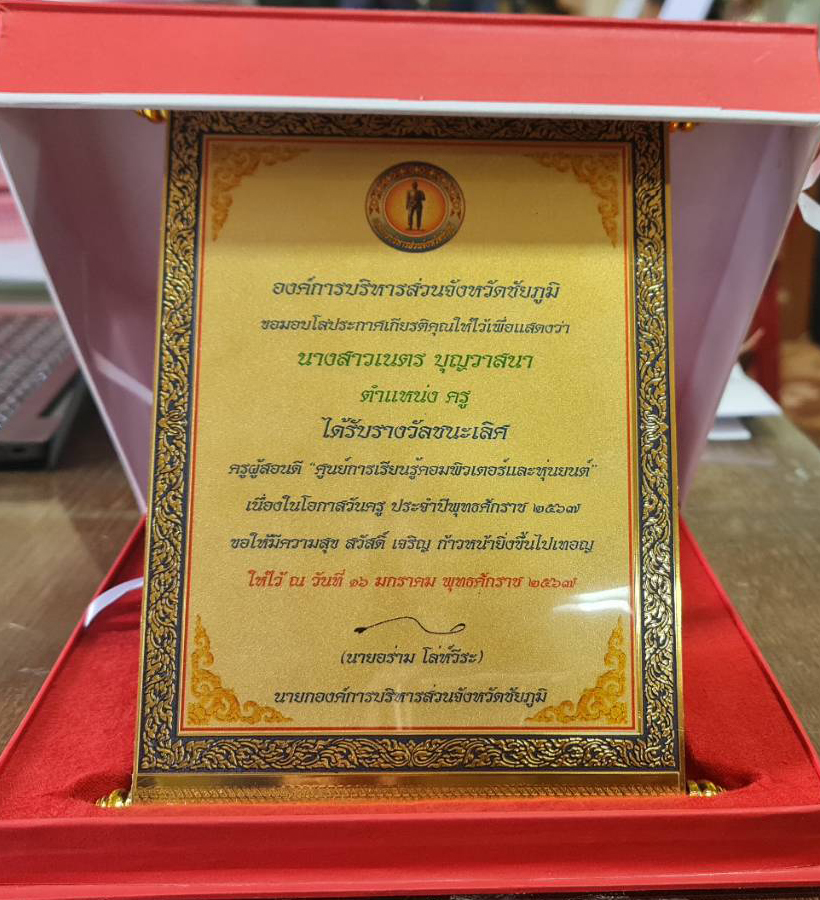 องค์การบริหารส่วนจังหวัดชัยภูมิ
ขอมอบโล่ประกาศเกียรติคุณให้ไว้เพื่อแสดงว่า
นางสาวเนตร บุญวาสนา
ตำแหน่ง ครู
ได้รับรางวัลชนะเลิศ
ครูผู้สอนดี "ศูนย์การเรียนรู้คอมพิวเตอร์และหุ่นยนต์"
เนื่องในโอกาสวันครู ประจำปีพุทธศักราช ๒๕๖๗
ขอให้มีความสุข สวัสดิ์ เจริญ ก้าวหน้ายิ่งขึ้นไปเทอญ
ให้ไว้ ณ วันที่ ๑๖ มกราคม พุทธศักราช ๒๕๖๗
(นายอร่าม โล่ห์วีระ)
นายกองค์การบริหารส่วนจังหวัดชัยภูมิ